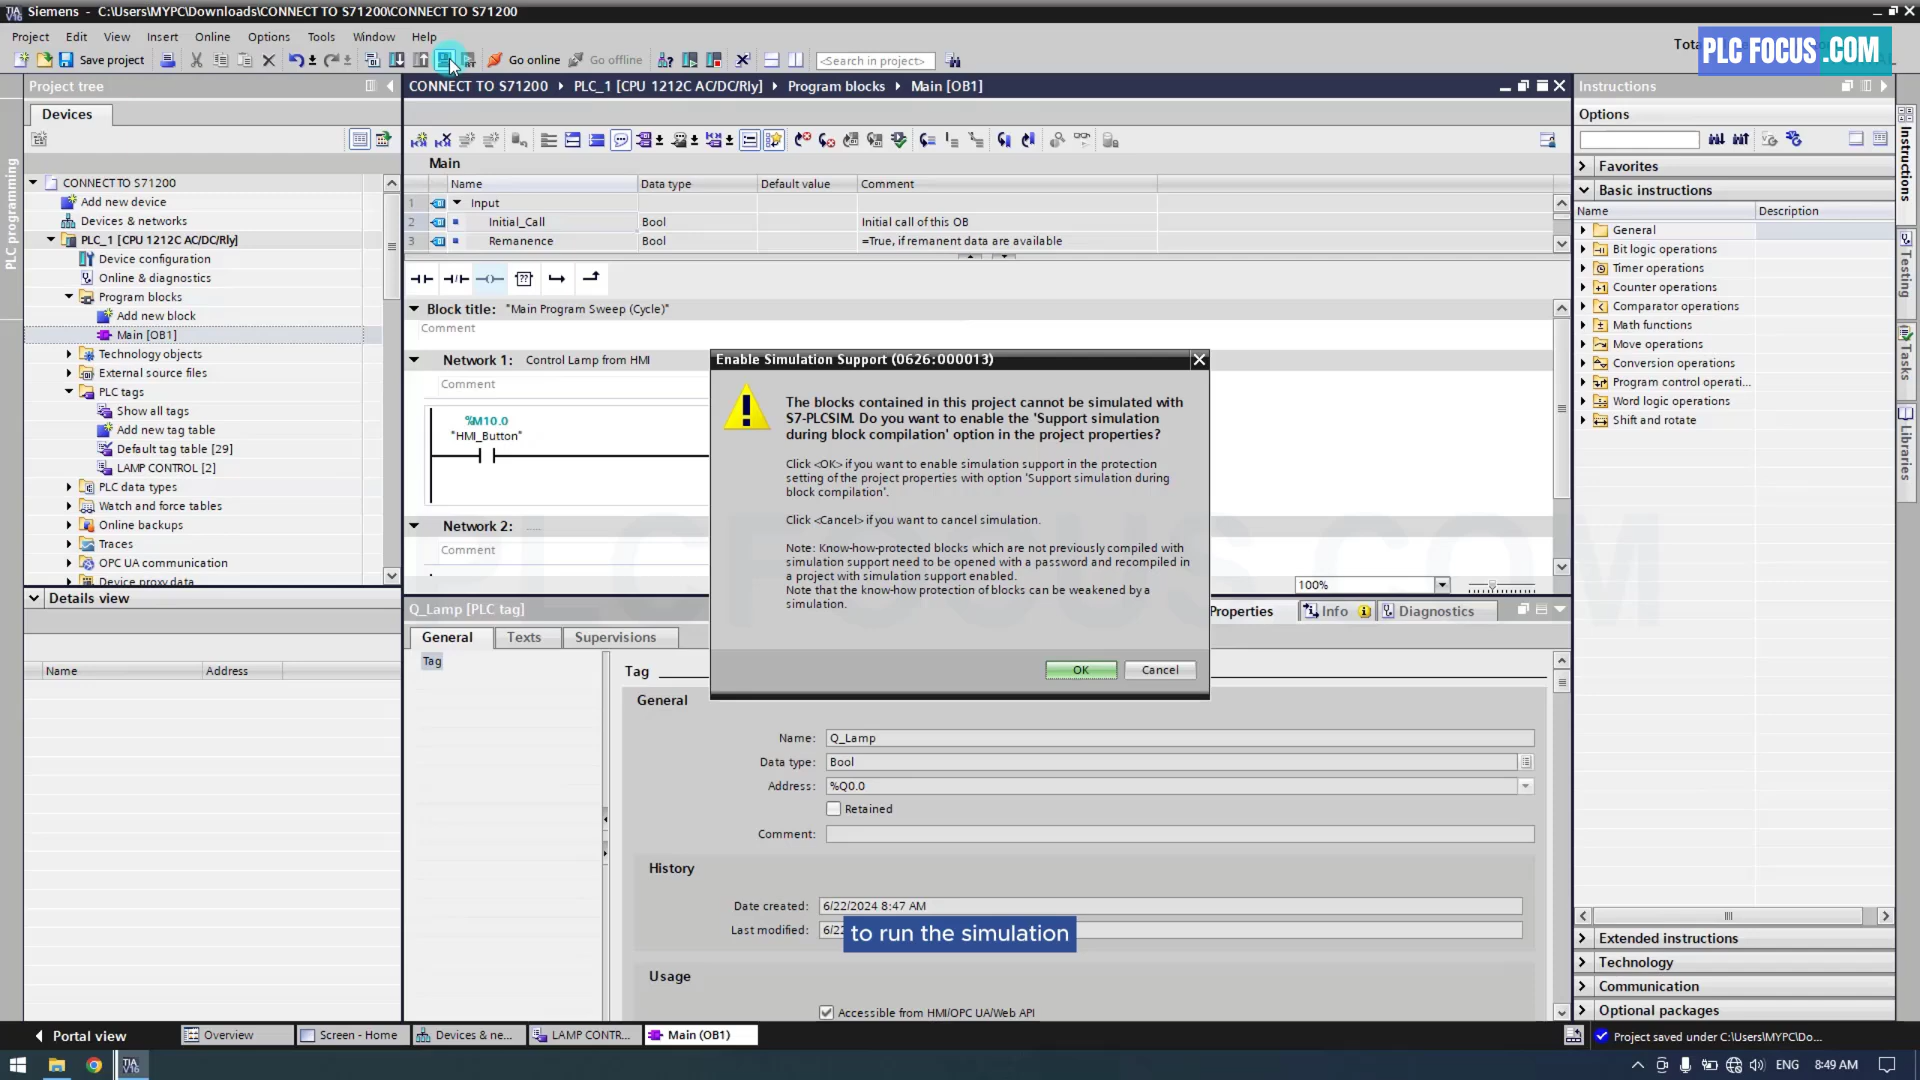 Siemens - C:\Users\MYPC\Downloads\CONNECT TO S71200\CONNECT TO S71200
Project Edit View Insert Online Options Tools Window Help
Tota
PLC FOCUS .COM
Save project
Go online
Go offline
<Search in project>
Project tree
CONNECT TO S71200 PLC_1 [CPU 1212C AC/DC/Rly] Program blocks Main [OB1]
Instructions
Devices
Options
PLC programming
CONNECT TO S71200
Add new device
Devices & networks
PLC_1 [CPU 1212C AC/DC/Rly]
Device configuration
Online & diagnostics
Program blocks
Add new block
Main [OB1]
Technology objects
External source files
PLC tags
Show all tags
Add new tag table
Default tag table [29]
LAMP CONTROL [2]
PLC data types
Watch and force tables
Online backups
Traces
OPC UA communication
Device proxy data
Details view
Name Address
Main
Name Data type Default value Comment
1 Input
2 Initial_Call Bool Initial call of this OB
3 Remanence Bool =True, if remanent data are available
Block title: "Main Program Sweep (Cycle)"
Comment
Network 1: Control Lamp from HMI
Comment
%M10.0
"HMI_Button"
Network 2: .....
Comment
100%
PLCFOCUS.COM
Enable Simulation Support (0626:000013)
The blocks contained in this project cannot be simulated with
S7-PLCSIM. Do you want to enable the 'Support simulation
during block compilation' option in the project properties?
Click <OK> if you want to enable simulation support in the protection
setting of the project properties with option 'Support simulation during
block compilation'.
Click <Cancel> if you want to cancel simulation.
Note: Know-how-protected blocks which are not previously compiled with
simulation support need to be opened with a password and recompiled in
a project with simulation support enabled.
Note that the know-how protection of blocks can be weakened by a
simulation.
OK Cancel
Q_Lamp [PLC tag]
Properties Info Diagnostics
General Texts Supervisions
Tag
Tag
General
Name: Q_Lamp
Data type: Bool
Address: %Q0.0
Retained
Comment:
History
Date created: 6/22/2024 8:47 AM
Last modified: 6/22
to run the simulation
Usage
Accessible from HMI/OPC UA/Web API
Favorites
Basic instructions
Name Description
General
Bit logic operations
Timer operations
Counter operations
Comparator operations
Math functions
Move operations
Conversion operations
Program control operati...
Word logic operations
Shift and rotate
Extended instructions
Technology
Communication
Optional packages
Instructions
Testing
Tasks
Libraries
Portal view
Overview
Screen - Home
Devices & ne...
LAMP CONTR...
Main (OB1)
Project saved under C:\Users\MYPC\Do...
ENG 8:49 AM